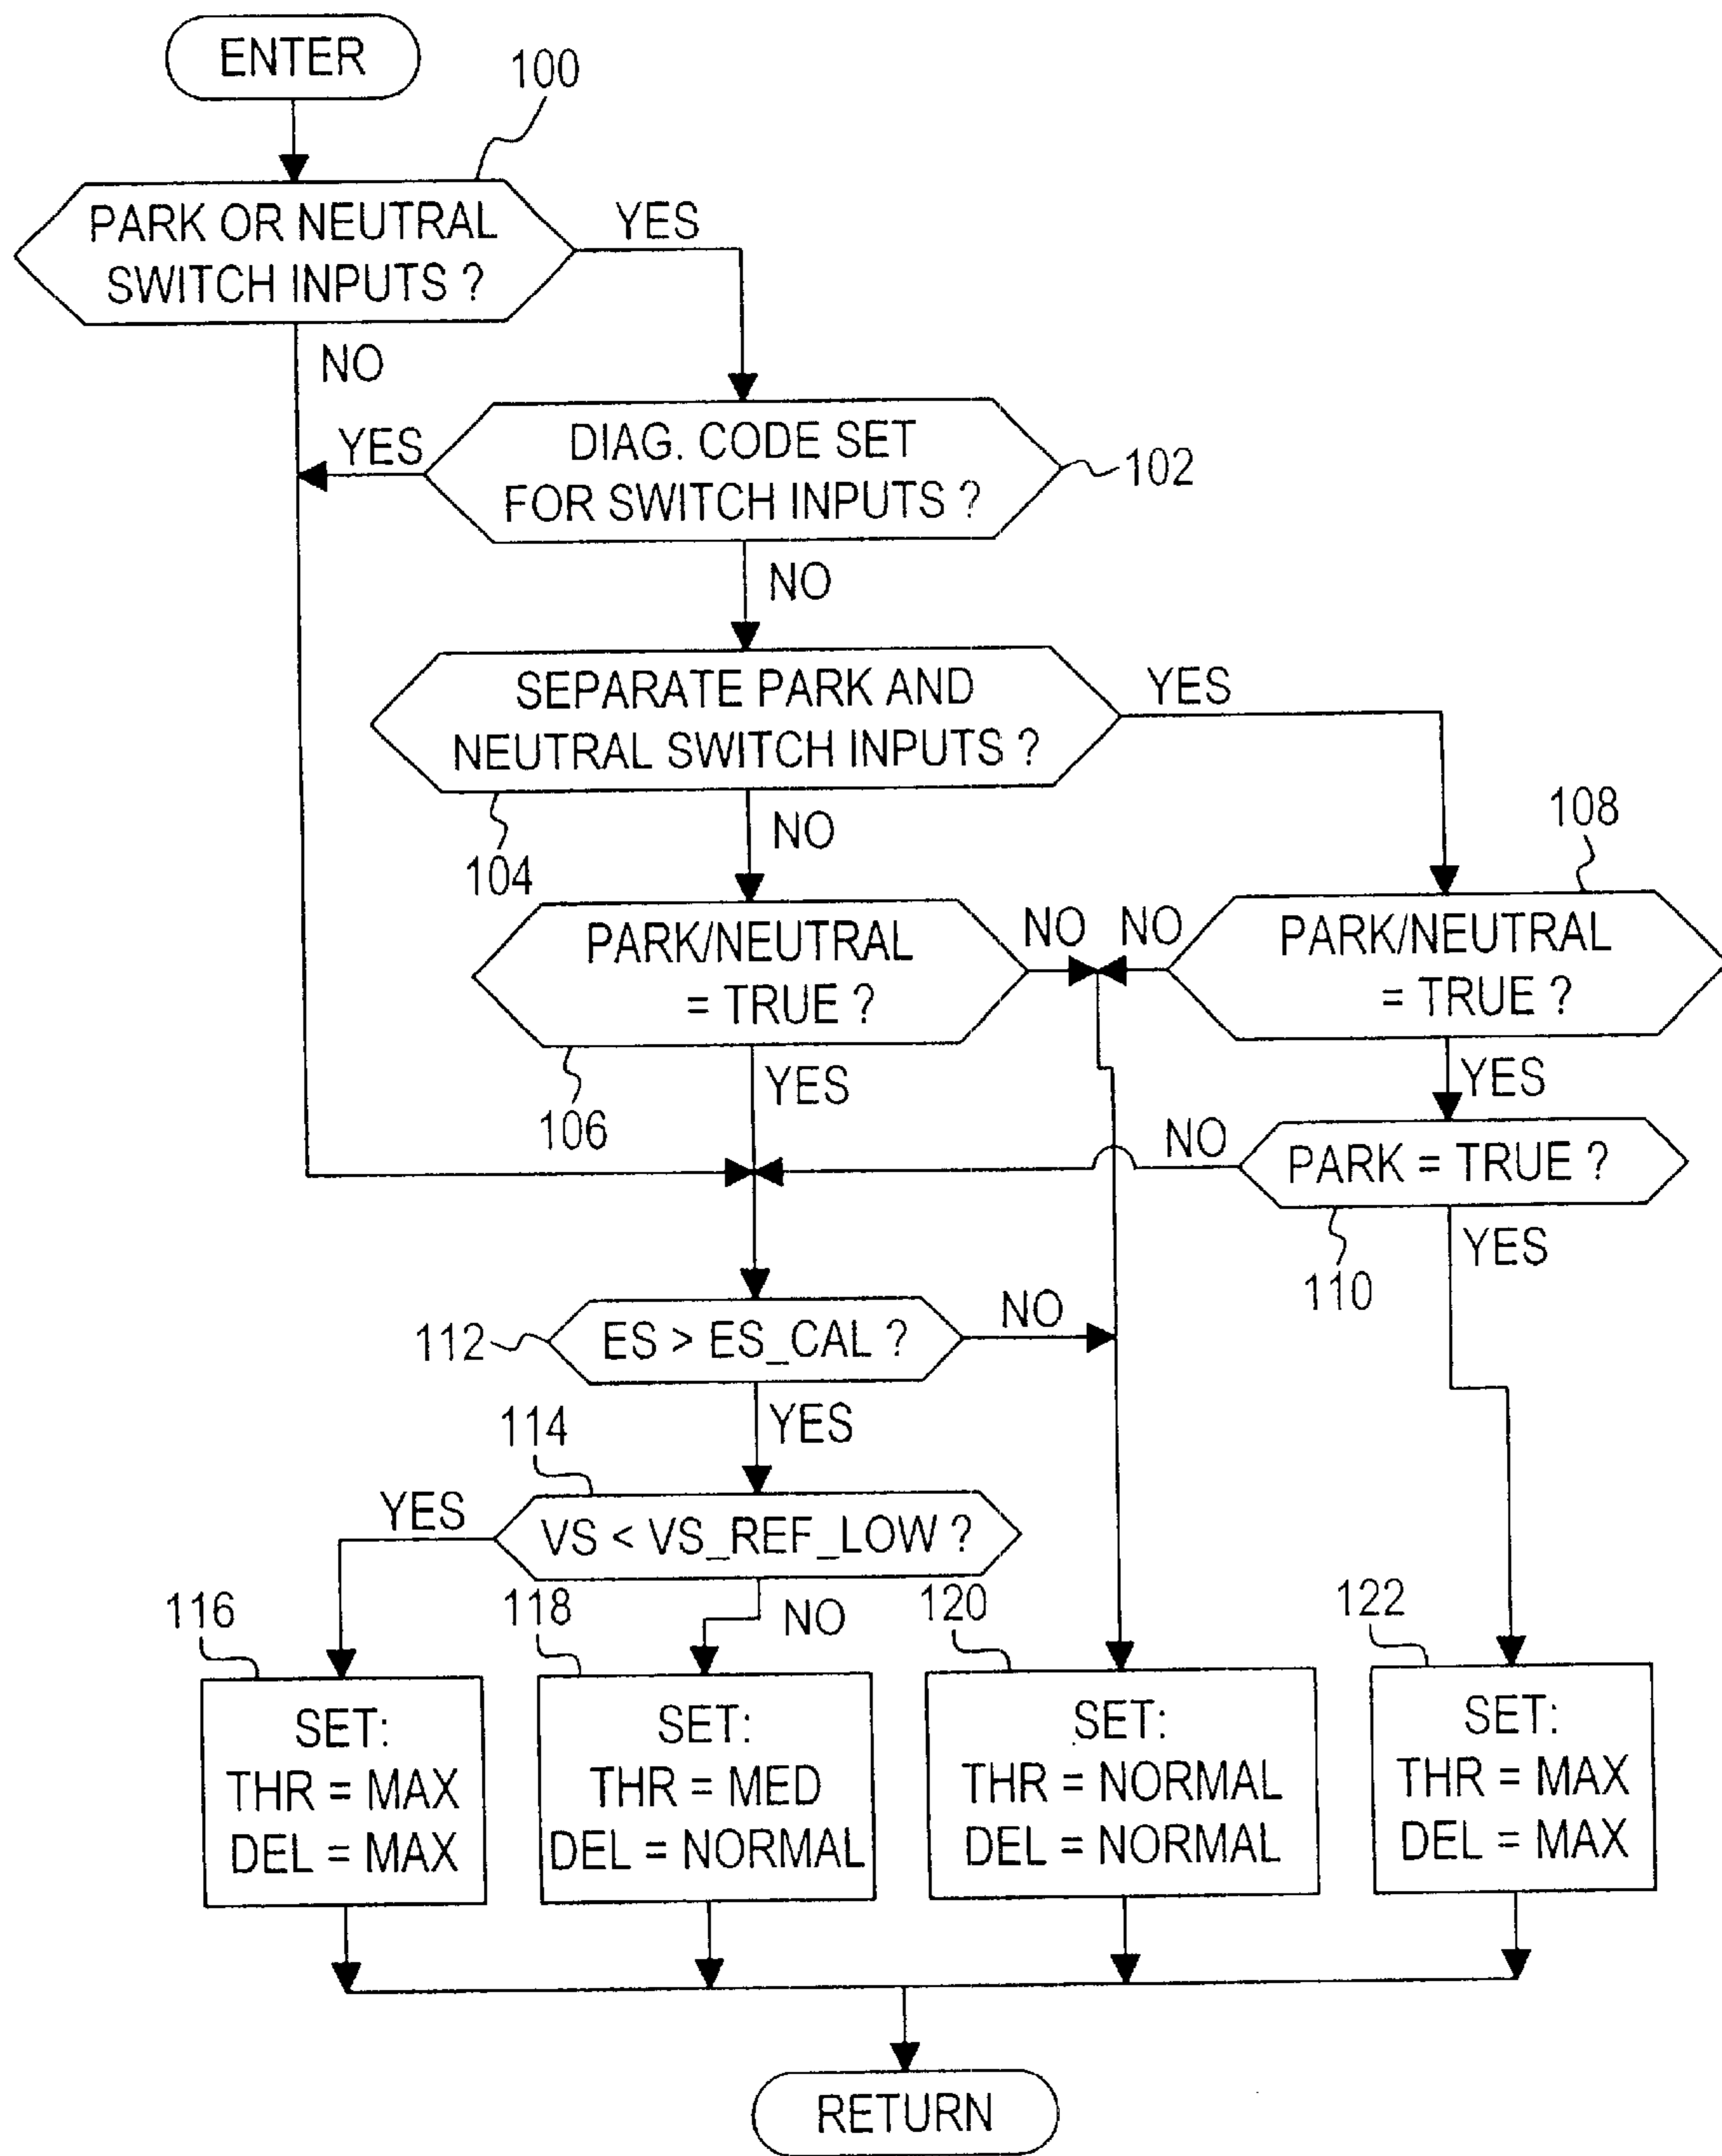 ENTER
100
PARK OR NEUTRAL
SWITCH INPUTS ?
YES
NO
YES
DIAG. CODE SET
FOR SWITCH INPUTS ?
102
NO
SEPARATE PARK AND
NEUTRAL SWITCH INPUTS ?
YES
104
NO
108
PARK/NEUTRAL
= TRUE ?
NO
NO
PARK/NEUTRAL
= TRUE ?
106
YES
YES
NO
PARK = TRUE ?
110
YES
112
ES > ES_CAL ?
NO
YES
114
YES
VS < VS_REF_LOW ?
NO
116
118
120
122
SET:
THR = MAX
DEL = MAX
SET:
THR = MED
DEL = NORMAL
SET:
THR = NORMAL
DEL = NORMAL
SET:
THR = MAX
DEL = MAX
RETURN